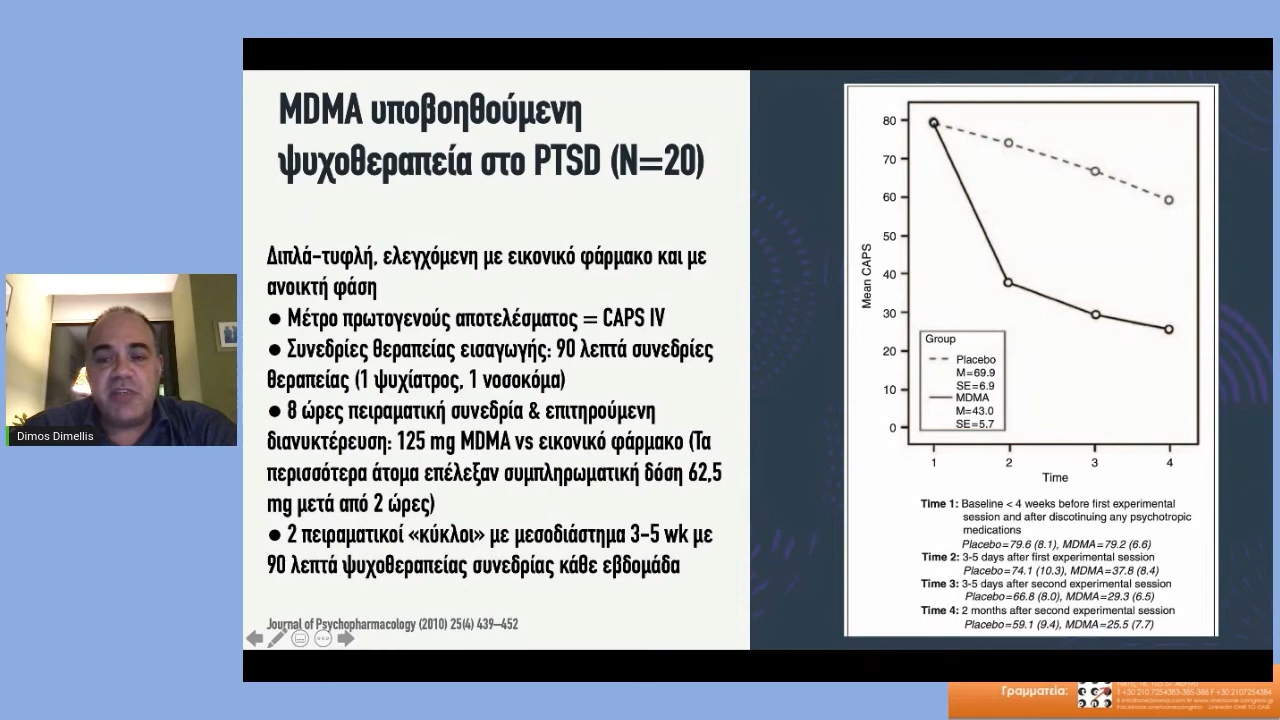 MDMA υποβοηθούμενη
ψυχοθεραπεία στο PTSD (N=20)
Διπλά-τυφλή, ελεγχόμενη με εικονικό φάρμακο και με
ανοικτή φάση
● Μέτρο πρωτογενούς αποτελέσματος = CAPS IV
● Συνεδρίες θεραπείας εισαγωγής: 90 λεπτά συνεδρίες
θεραπείας (1 ψυχίατρος, 1 νοσοκόμα)
● 8 ώρες πειραματική συνεδρία & επιτηρούμενη
διανυκτέρευση: 125 mg MDMA vs εικονικό φάρμακο (Τα
περισσότερα άτομα επέλεξαν συμπληρωματική δόση 62,5
mg μετά από 2 ώρες)
● 2 πειραματικοί «κύκλοι» με μεσοδιάστημα 3-5 wk με
90 λεπτά ψυχοθεραπείας συνεδρίας κάθε εβδομάδα
Journal of Psychopharmacology (2010) 25(4) 439–452
Dimos Dimellis
80
70
60
50
40
30
20
10
0
Mean CAPS
Group
Placebo
M=69.9
SE=6.9
MDMA
M=43.0
SE=5.7
1 2 3 4
Time
Time 1: Baseline < 4 weeks before first experimental
session and after discotinuing any psychotropic
medications
Placebo=79.6 (8.1), MDMA=79.2 (6.6)
Time 2: 3-5 days after first experimental session
Placebo=74.1 (10.3), MDMA=37.8 (8.4)
Time 3: 3-5 days after second experimental session
Placebo=66.8 (8.0), MDMA=29.3 (6.5)
Time 4: 2 months after second experimental session
Placebo=59.1 (9.4), MDMA=25.5 (7.7)
Γραμματεία:
T +30 210 7254383-385-386 F +30 2107254384